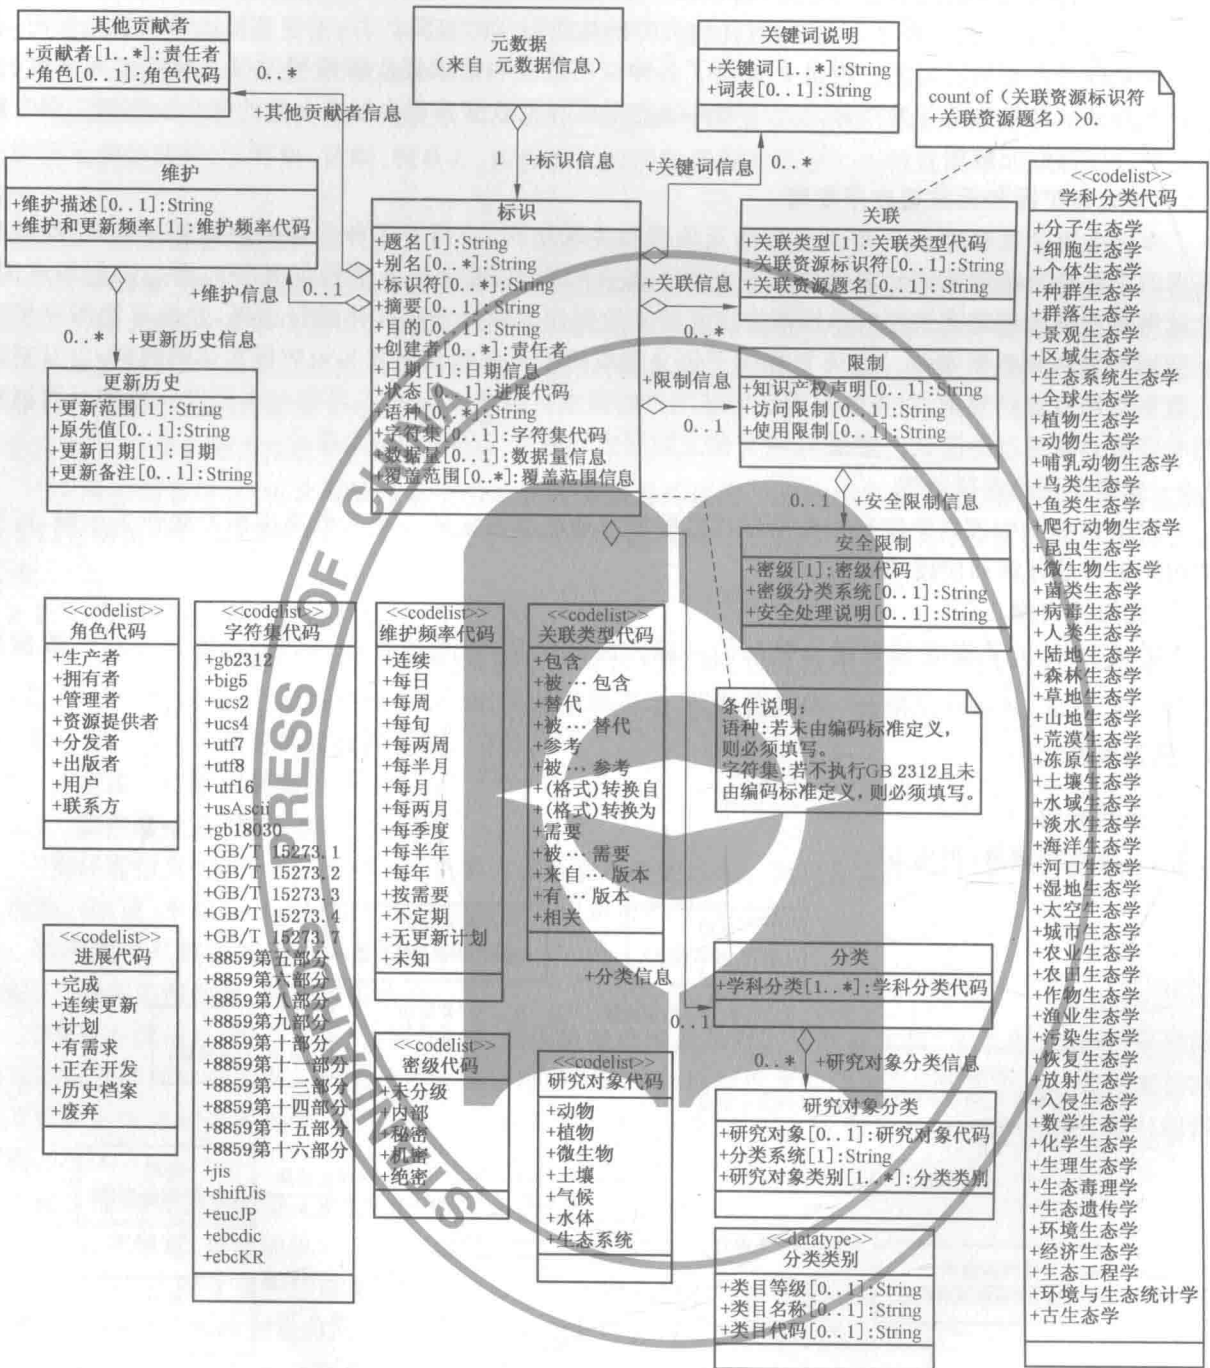 其他贡献者
+贡献者[1..*]:责任者
+角色[0..1]:角色代码
0..*
+其他贡献者信息
元数据
(来自 元数据信息)
1 +标识信息
关键词说明
+关键词[1..*]:String
+词表[0..1]:String
+关键词信息 0..*
count of (关联资源标识符
+关联资源题名)>0.
维护
+维护描述[0..1]:String
+维护和更新频率[1]:维护频率代码
+维护信息 0..1
0..* +更新历史信息
更新历史
+更新范围[1]:String
+原先值[0..1]:String
+更新日期[1]:日期
+更新备注[0..1]:String
标识
+题名[1]:String
+别名[0..*]:String
+标识符[0..*]:String
+摘要[0..1]:String
+目的[0..1]:String
+创建者[0..*]:责任者
+日期[1]:日期信息
+状态[0..1]:进展代码
+语种[0..*]:String
+字符集[0..1]:字符集代码
+数据量[0..1]:数据量信息
+覆盖范围[0..*]:覆盖范围信息
关联
+关联类型[1]:关联类型代码
+关联资源标识符[0..1]:String
+关联资源题名[0..1]:String
+关联信息
0..*
限制
+知识产权声明[0..1]:String
+访问限制[0..1]:String
+使用限制[0..1]:String
+限制信息
0..1
0..1 +安全限制信息
安全限制
+密级[1]:密级代码
+密级分类系统[0..1]:String
+安全处理说明[0..1]:String
条件说明:
语种:若未由编码标准定义,
则必须填写。
字符集:若不执行GB 2312且未
由编码标准定义,则必须填写。
<<codelist>>
角色代码
+生产者
+拥有者
+管理者
+资源提供者
+分发者
+出版者
+用户
+联系方
<<codelist>>
进展代码
+完成
+连续更新
+计划
+有需求
+正在开发
+历史档案
+废弃
<<codelist>>
字符集代码
+gb2312
+big5
+ucs2
+ucs4
+utf7
+utf8
+utf16
+usAscii
+gb18030
+GB/T 15273.1
+GB/T 15273.2
+GB/T 15273.3
+GB/T 15273.4
+GB/T 15273.7
+8859第五部分
+8859第六部分
+8859第八部分
+8859第九部分
+8859第十部分
+8859第十一部分
+8859第十三部分
+8859第十四部分
+8859第十五部分
+8859第十六部分
+jis
+shiftJis
+eucJP
+ebcdic
+ebcKR
<<codelist>>
维护频率代码
+连续
+每日
+每周
+每旬
+每两周
+每半月
+每月
+每两月
+每季度
+每半年
+每年
+按需要
+不定期
+无更新计划
+未知
<<codelist>>
密级代码
+未分级
+内部
+秘密
+机密
+绝密
<<codelist>>
关联类型代码
+包含
+被…包含
+替代
+被…替代
+参考
+被…参考
+(格式)转换自
+(格式)转换为
+需要
+被…需要
+来自…版本
+有…版本
+相关
+分类信息
0..1
<<codelist>>
研究对象代码
+动物
+植物
+微生物
+土壤
+气候
+水体
+生态系统
分类
+学科分类[1..*]:学科分类代码
0..* +研究对象分类信息
研究对象分类
+研究对象[0..1]:研究对象代码
+分类系统[1]:String
+研究对象类别[1..*]:分类类别
<<datatype>>
分类类别
+类目等级[0..1]:String
+类目名称[0..1]:String
+类目代码[0..1]:String
<<codelist>>
学科分类代码
+分子生态学
+细胞生态学
+个体生态学
+种群生态学
+群落生态学
+景观生态学
+区域生态学
+生态系统生态学
+全球生态学
+植物生态学
+动物生态学
+哺乳动物生态学
+鸟类生态学
+鱼类生态学
+爬行动物生态学
+昆虫生态学
+微生物生态学
+菌类生态学
+病毒生态学
+人类生态学
+陆地生态学
+森林生态学
+草地生态学
+山地生态学
+荒漠生态学
+冻原生态学
+土壤生态学
+水域生态学
+淡水生态学
+海洋生态学
+河口生态学
+湿地生态学
+太空生态学
+城市生态学
+农业生态学
+农田生态学
+作物生态学
+渔业生态学
+污染生态学
+恢复生态学
+放射生态学
+入侵生态学
+数学生态学
+化学生态学
+生理生态学
+生态毒理学
+生态遗传学
+环境生态学
+经济生态学
+生态工程学
+环境与生态统计学
+古生态学
STANDARDS PRESS OF CHINA